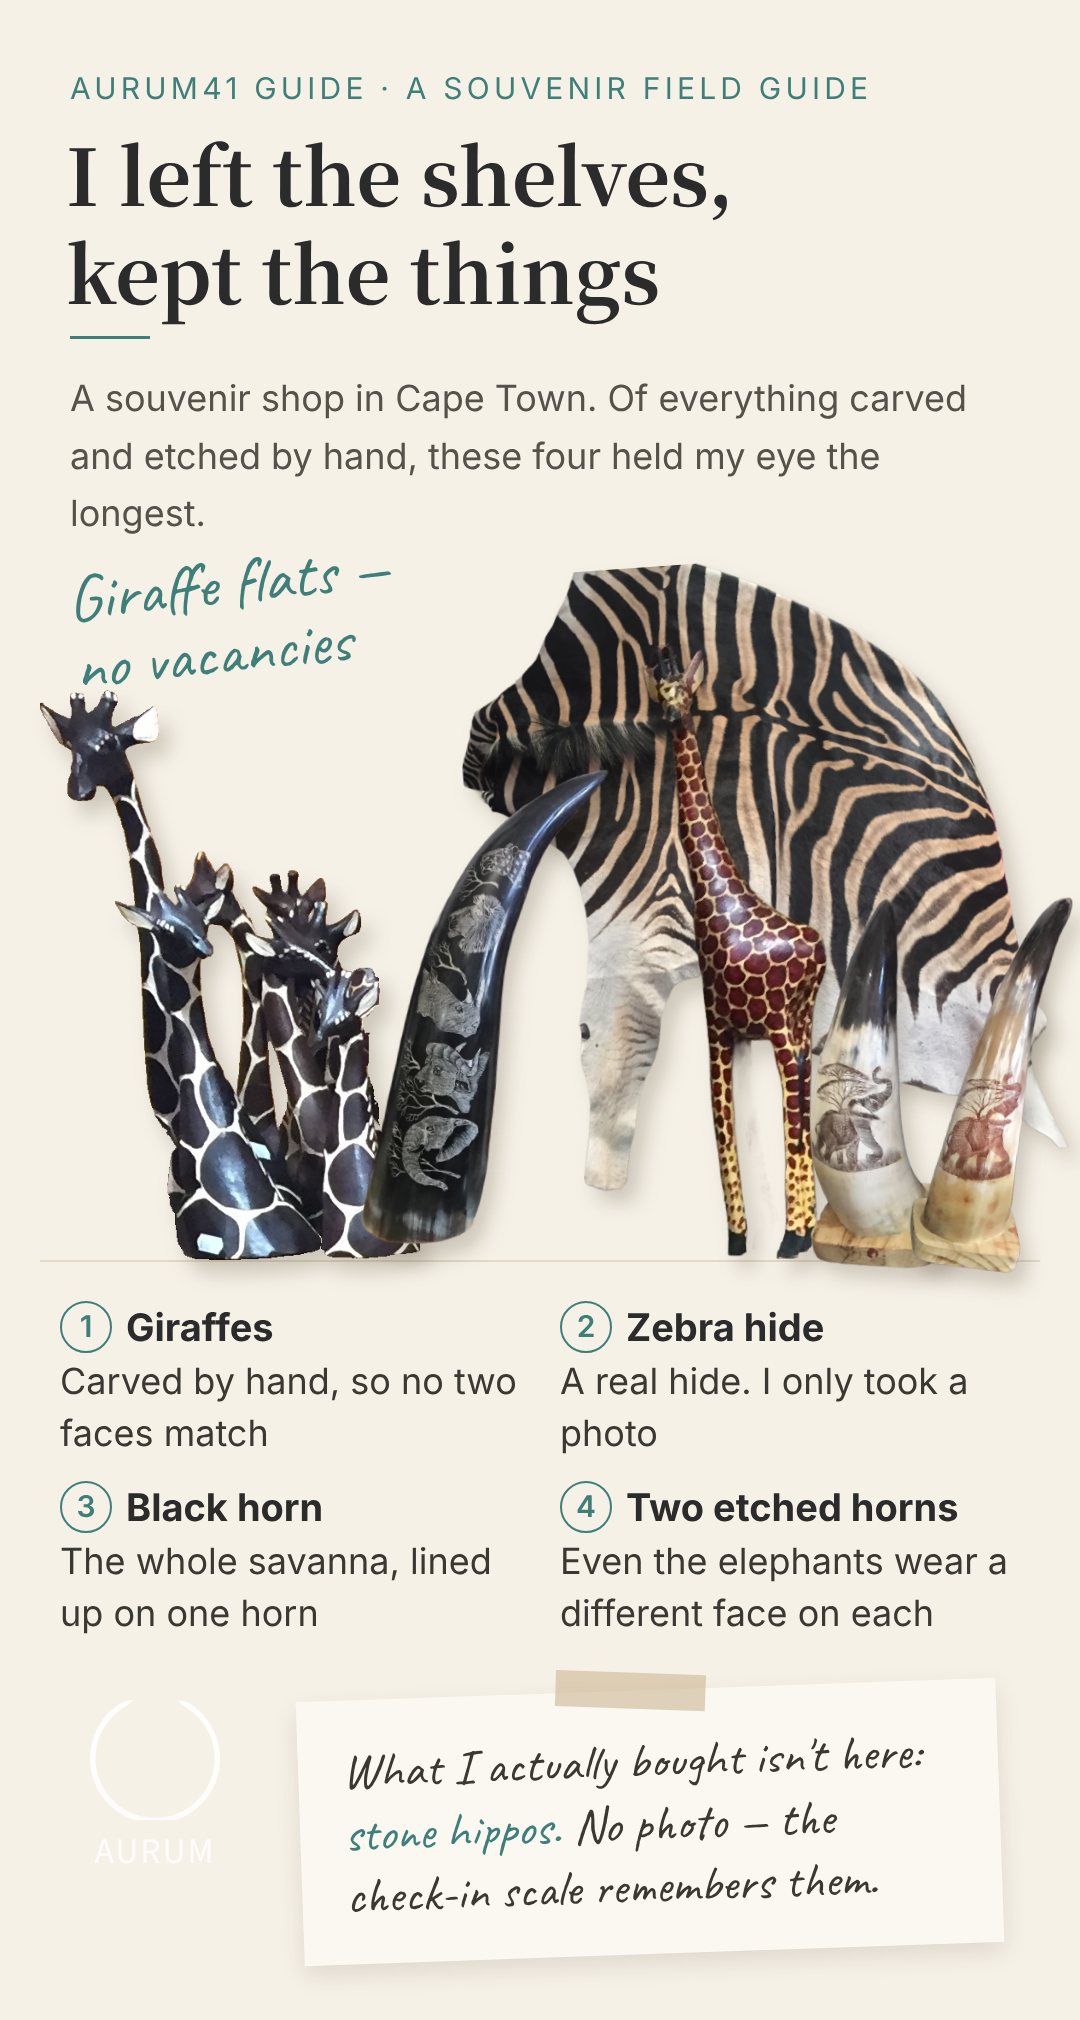 AURUM41 GUIDE · A SOUVENIR FIELD GUIDE
I left the shelves,
kept the things
A souvenir shop in Cape Town. Of everything carved
and etched by hand, these four held my eye the
longest.
Giraffe flats –
no vacancies
1 Giraffes
Carved by hand, so no two
faces match
2 Zebra hide
A real hide. I only took a
photo
3 Black horn
The whole savanna, lined
up on one horn
4 Two etched horns
Even the elephants wear a
different face on each
AURUM
What I actually bought isn't here:
stone hippos. No photo – the
check-in scale remembers them.